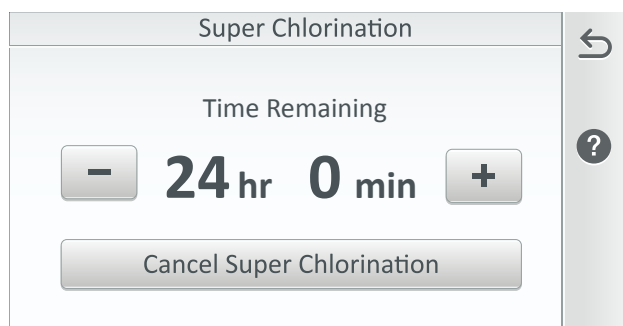 Super Chlorination
Time Remaining
− 24 hr 0 min +
Cancel Super Chlorination
?